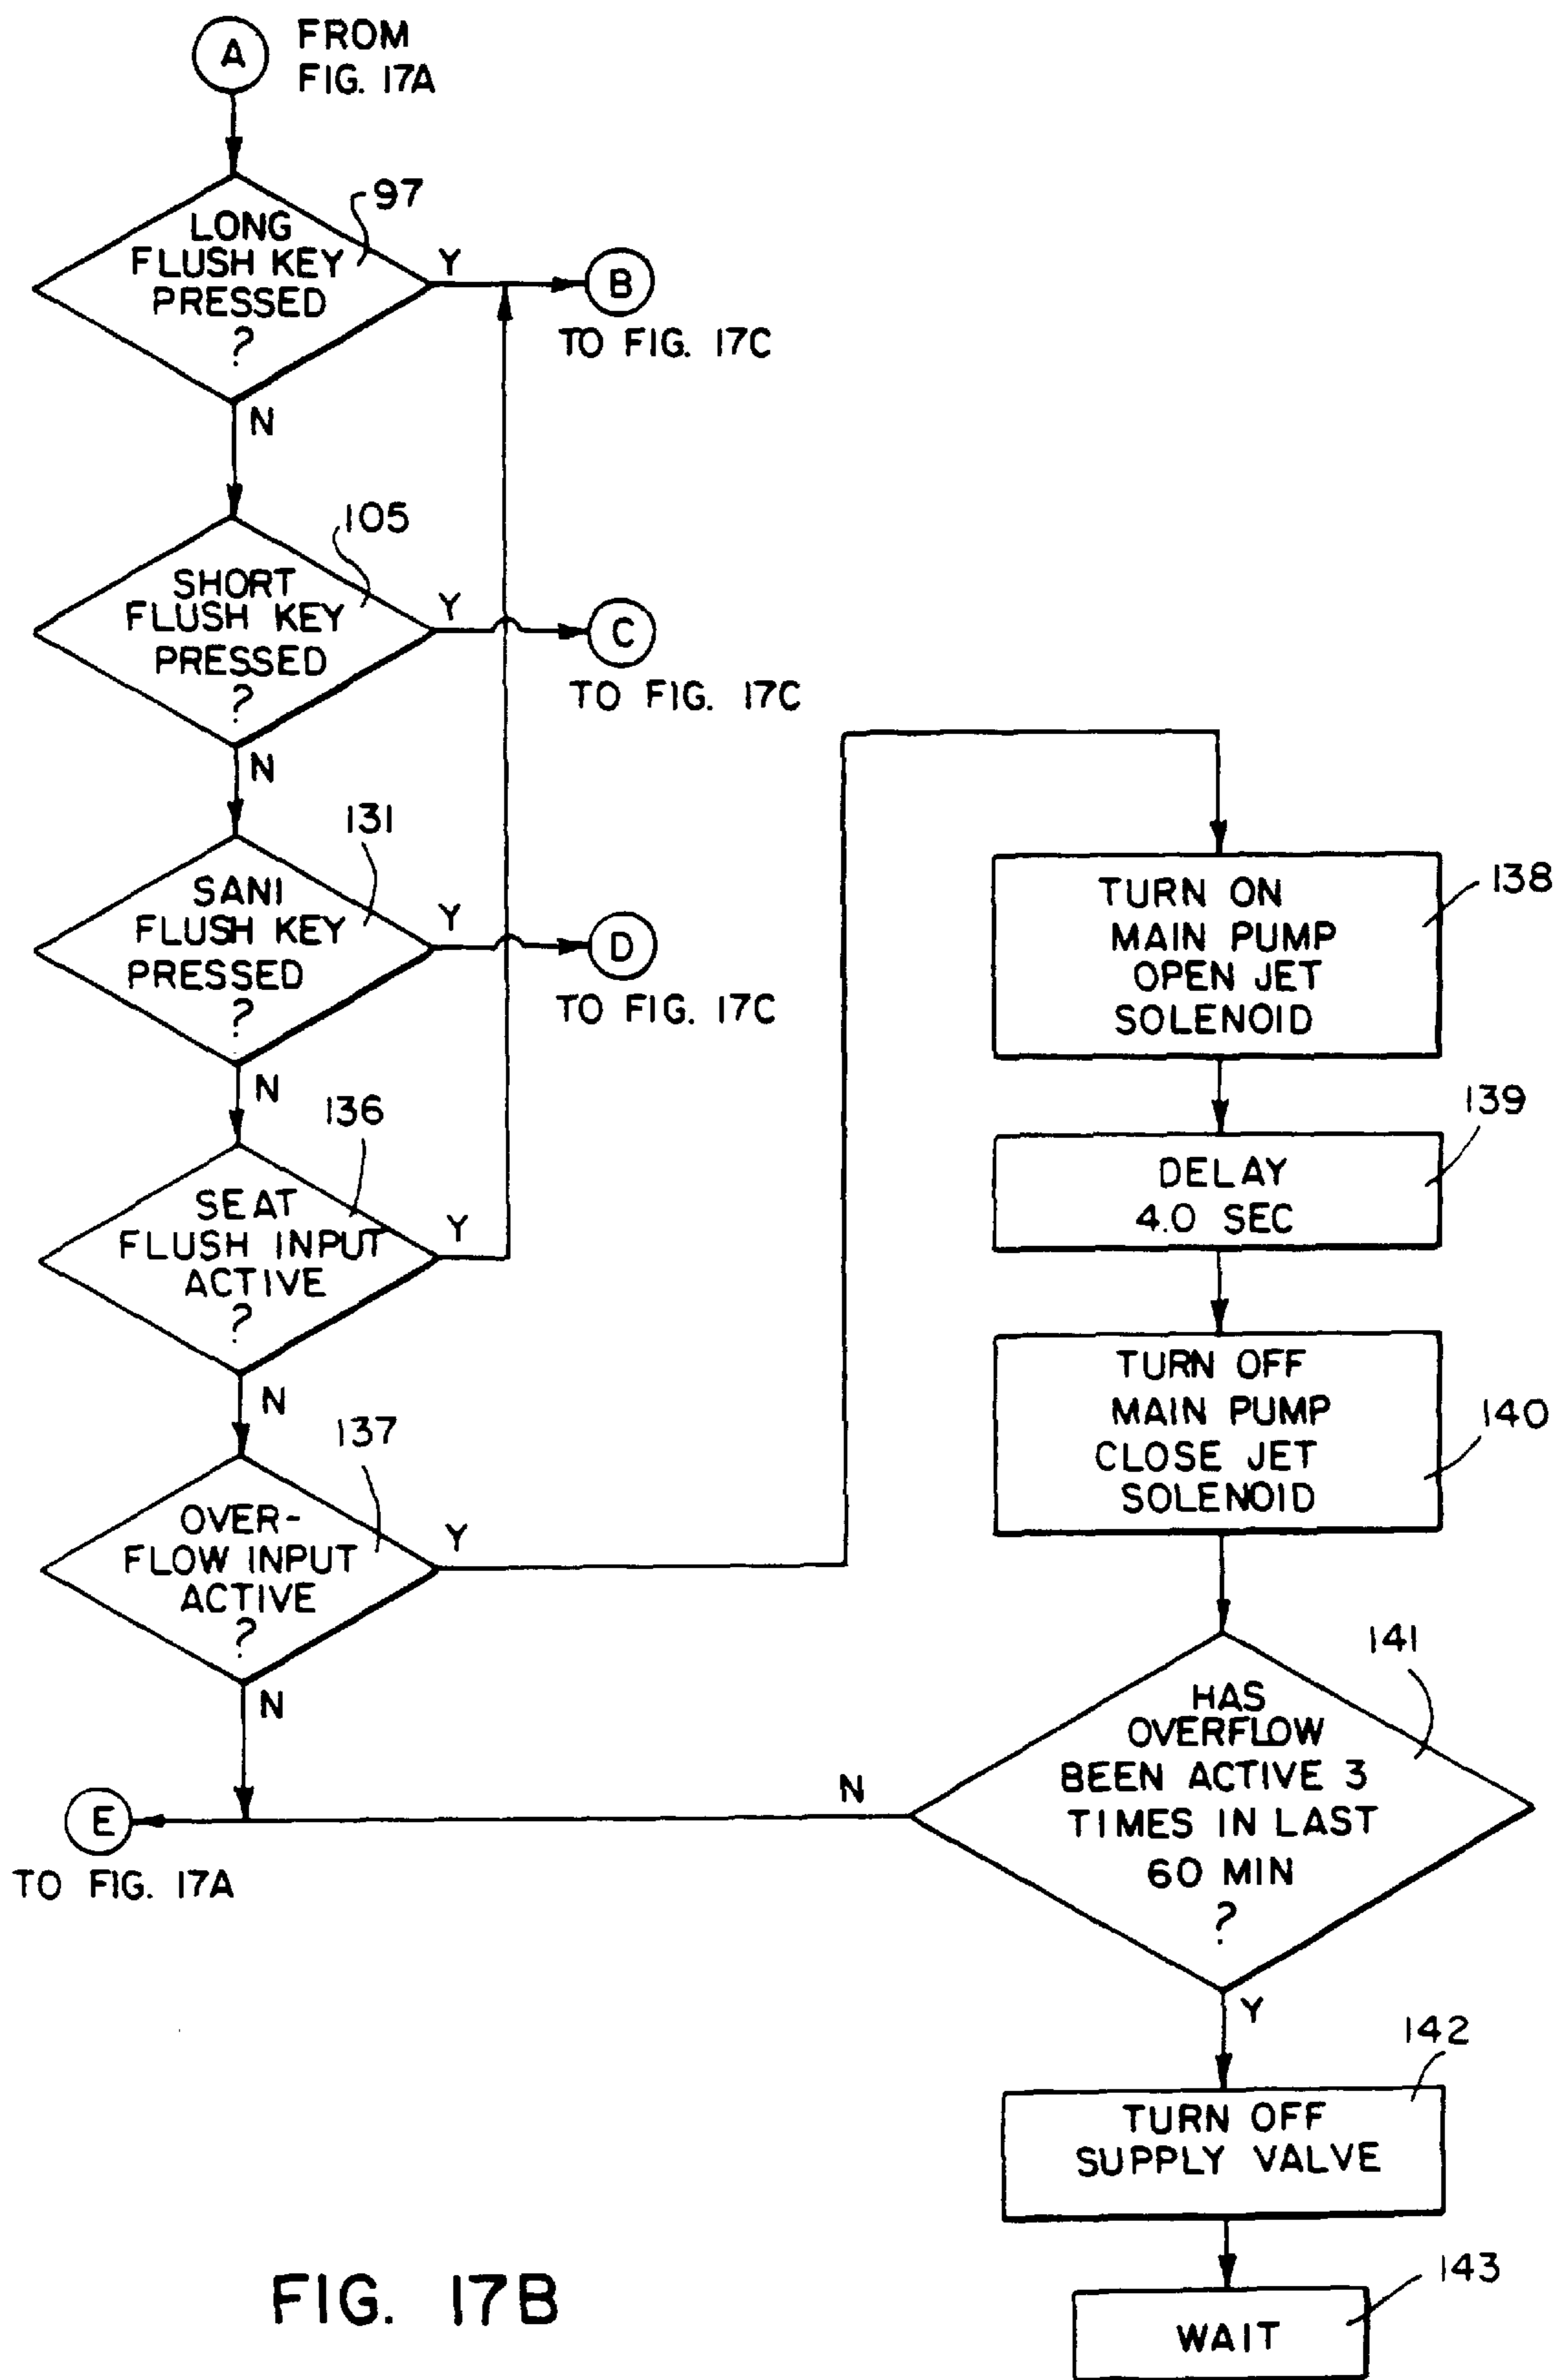 A
FROM
FIG. 17A
97
LONG
FLUSH KEY
PRESSED
?
Y
B
TO FIG. 17C
N
105
SHORT
FLUSH KEY
PRESSED
?
Y
C
TO FIG. 17C
N
131
SANI
FLUSH KEY
PRESSED
?
Y
D
TO FIG. 17C
N
136
SEAT
FLUSH INPUT
ACTIVE
?
Y
N
137
OVER-
FLOW INPUT
ACTIVE
?
Y
N
E
TO FIG. 17A
138
TURN ON
MAIN PUMP
OPEN JET
SOLENOID
139
DELAY
4.0 SEC
140
TURN OFF
MAIN PUMP
CLOSE JET
SOLENOID
141
HAS
OVERFLOW
BEEN ACTIVE 3
TIMES IN LAST
60 MIN
?
N
Y
142
TURN OFF
SUPPLY VALVE
143
WAIT
FIG. 17B